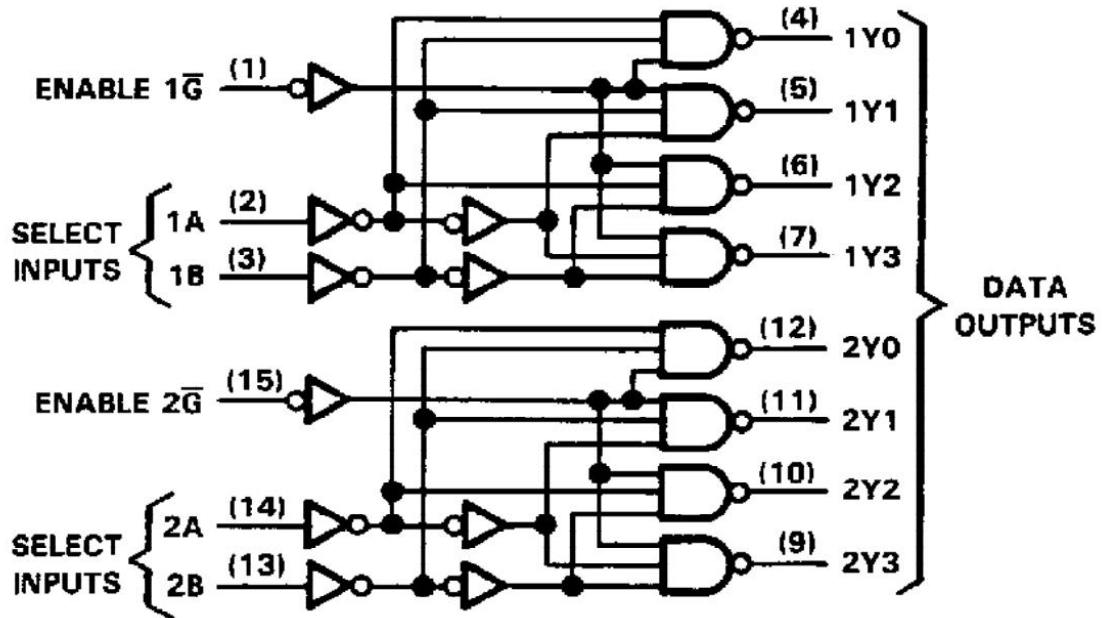 (4) 1Y0
ENABLE 1G̅ (1)
(5) 1Y1
(6) 1Y2
SELECT INPUTS
1A (2)
1B (3)
(7) 1Y3
DATA OUTPUTS
(12) 2Y0
ENABLE 2G̅ (15)
(11) 2Y1
(10) 2Y2
SELECT INPUTS
2A (14)
2B (13)
(9) 2Y3